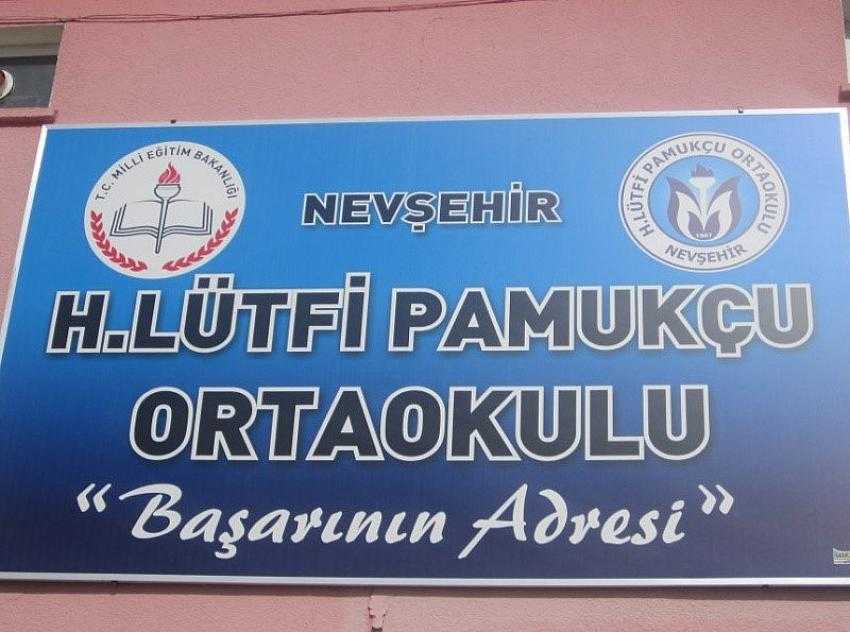 T.C. MİLLİ EĞİTİM BAKANLIĞI
NEVŞEHİR
H.LÜTFİ PAMUKÇU ORTAOKULU
NEVŞEHİR
H.LÜTFİ PAMUKÇU
ORTAOKULU
“Başarının Adresi”